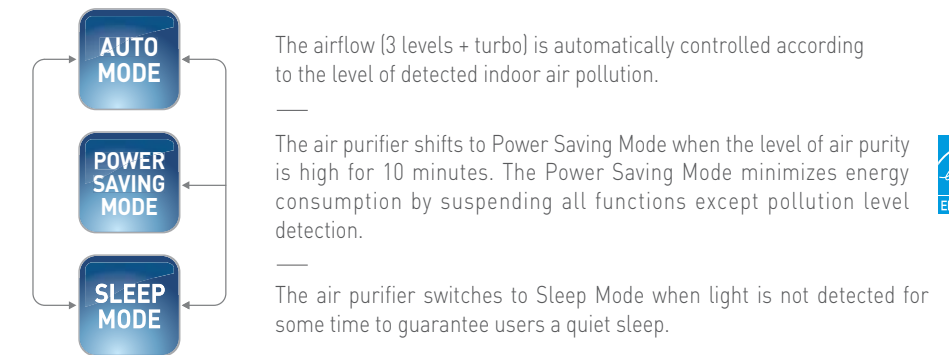 AUTO
MODE
The airflow (3 levels + turbo) is automatically controlled according
to the level of detected indoor air pollution.
POWER
SAVING
MODE
The air purifier shifts to Power Saving Mode when the level of air purity
is high for 10 minutes. The Power Saving Mode minimizes energy
consumption by suspending all functions except pollution level
detection.
SLEEP
MODE
The air purifier switches to Sleep Mode when light is not detected for
some time to guarantee users a quiet sleep.